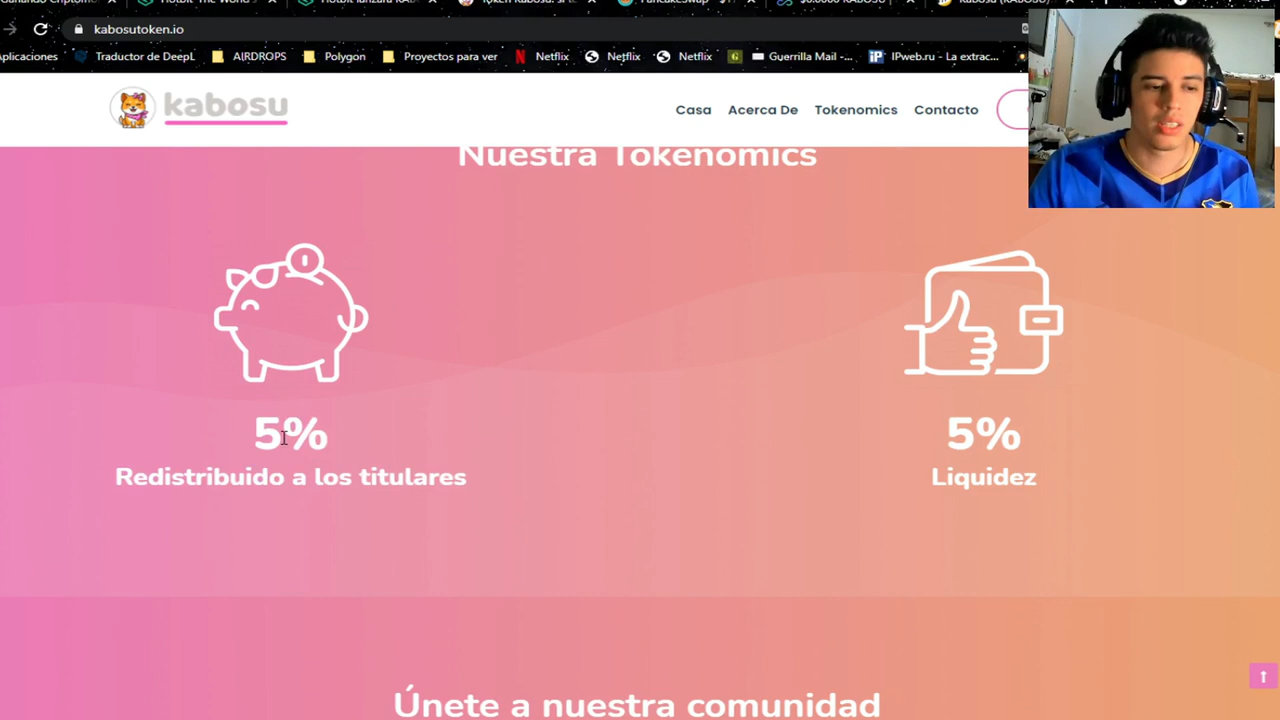 kabosutoken.io
plicaciones Traductor de DeepL AIRDROPS Polygon Proyectos para ver Netflix Netflix Netflix Guerrilla Mail -... IPweb.ru - La extrac...
kabosu Casa Acerca De Tokenomics Contacto
Nuestra Tokenomics
5% 5%
Redistribuido a los titulares Liquidez
Únete a nuestra comunidad